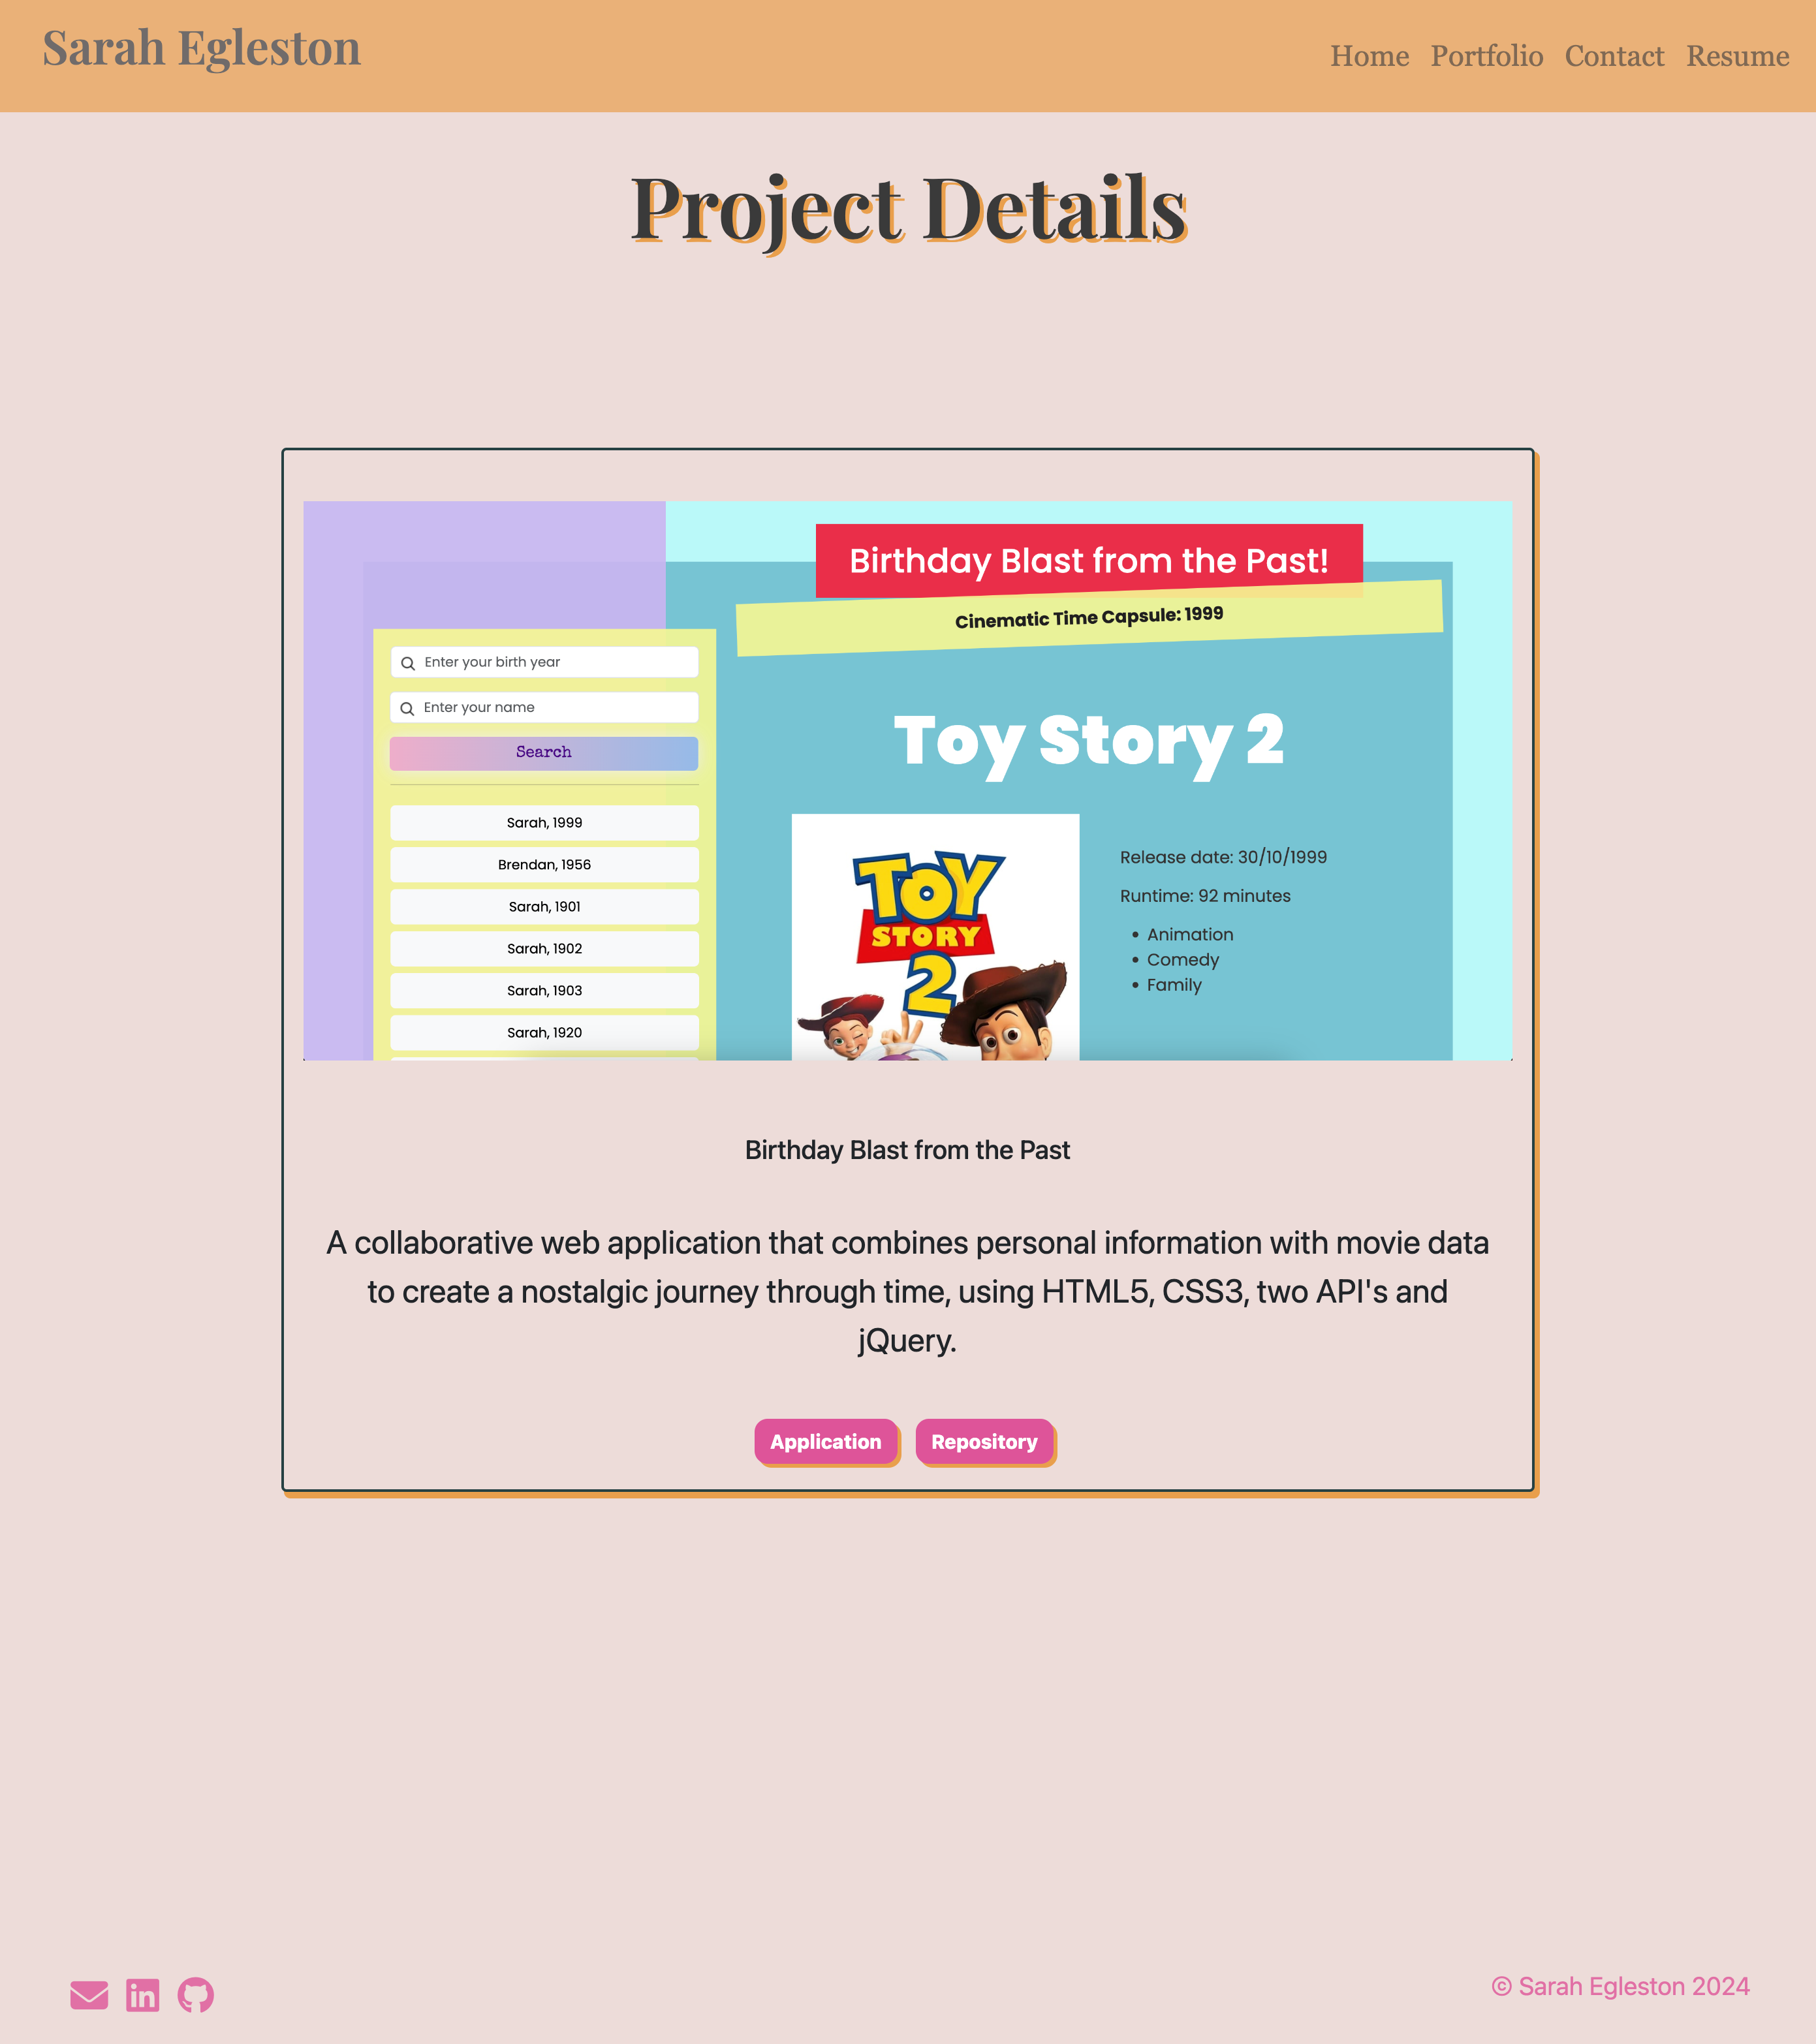 Sarah Egleston
Home Portfolio Contact Resume
Project Details
Birthday Blast from the Past!
Cinematic Time Capsule: 1999
Enter your birth year
Enter your name
Search
Sarah, 1999
Brendan, 1956
Sarah, 1901
Sarah, 1902
Sarah, 1903
Sarah, 1920
Toy Story 2
TOY
STORY
2
Release date: 30/10/1999
Runtime: 92 minutes
• Animation
• Comedy
• Family
Birthday Blast from the Past
A collaborative web application that combines personal information with movie data
to create a nostalgic journey through time, using HTML5, CSS3, two API's and
jQuery.
Application Repository
in
© Sarah Egleston 2024